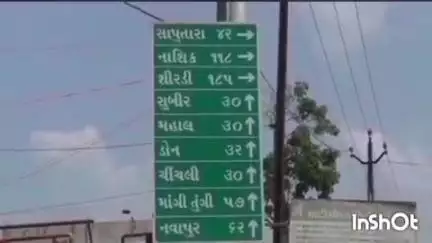 સાપુતારા ૪૨ →
નાશિક ૧૧૮ →
શીરડી ૧૮૫ →
સુબીર ૩૦ ↑
મહાલ ૩૦ ↑
ડોન ૩૨ ↑
ચીંચલી ૩૦ ↑
માંગી તુંગી ૫૭ ↑
નવાપુર ૬૨ ↑
InShOt